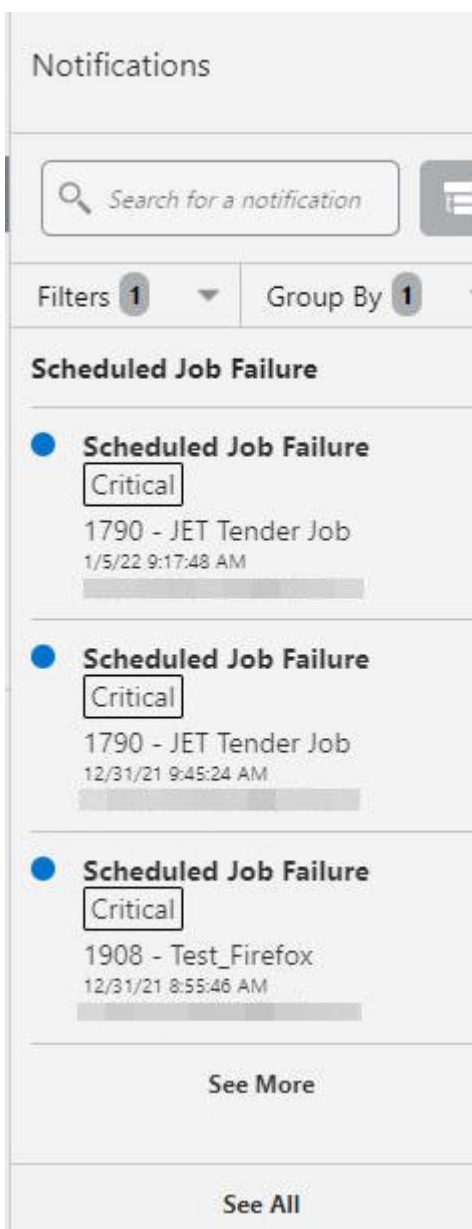 Notifications
Search for a notification
Filters 1 Group By 1
Scheduled Job Failure
Scheduled Job Failure
Critical
1790 - JET Tender Job
1/5/22 9:17:48 AM
Scheduled Job Failure
Critical
1790 - JET Tender Job
12/31/21 9:45:24 AM
Scheduled Job Failure
Critical
1908 - Test_Firefox
12/31/21 8:55:46 AM
See More
See All